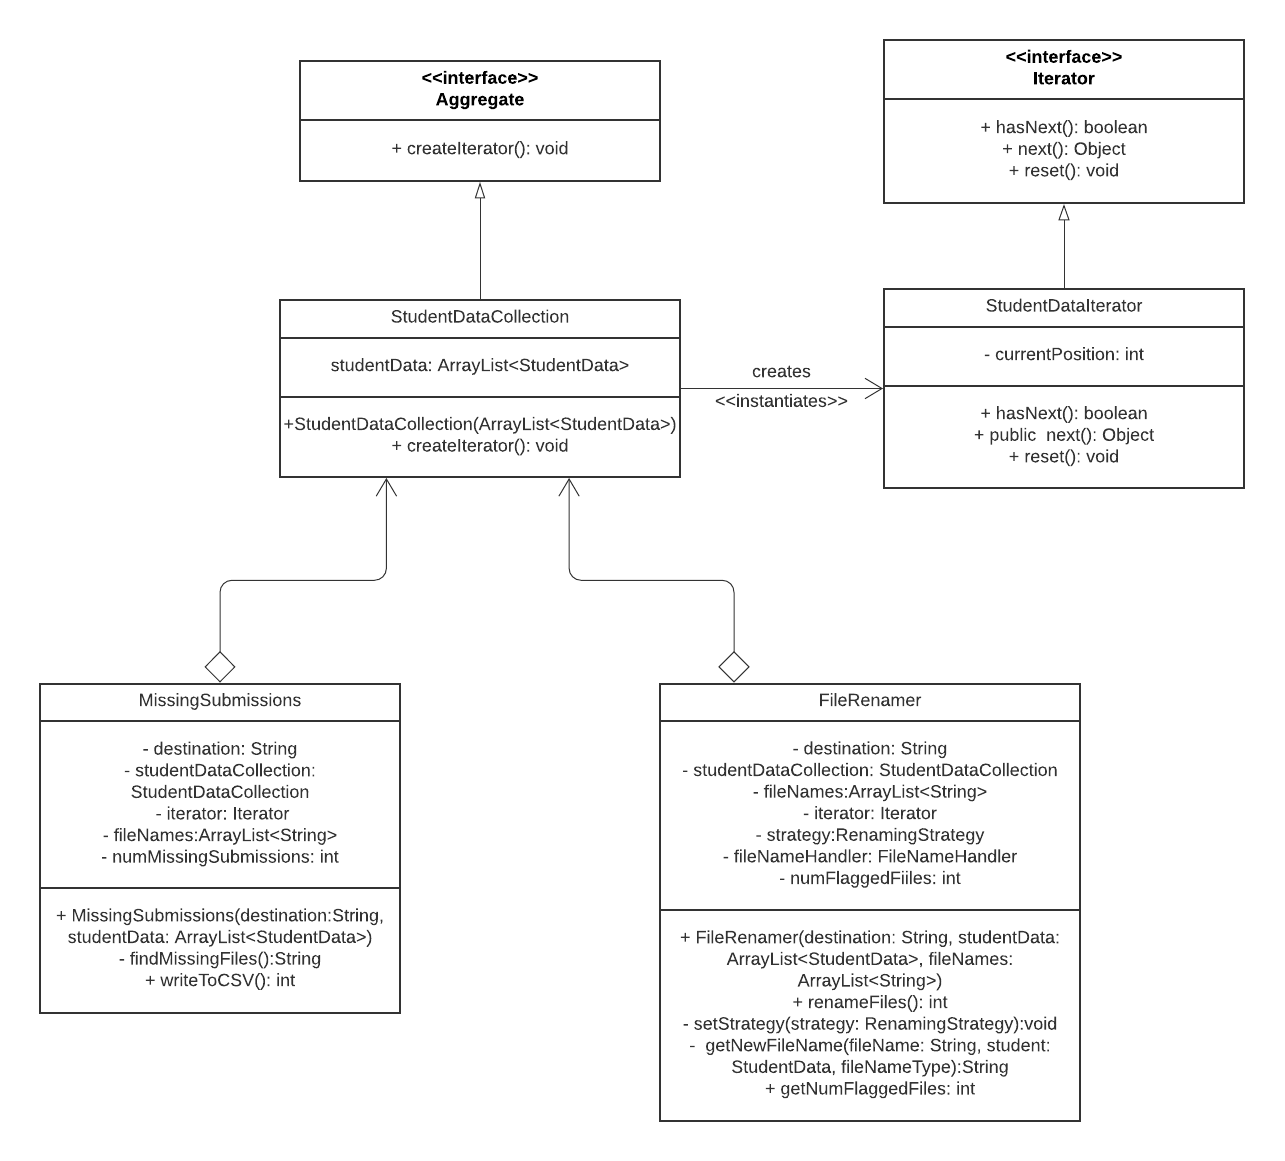 <<interface>>
Aggregate
+ createIterator(): void
<<interface>>
Iterator
+ hasNext(): boolean
+ next(): Object
+ reset(): void
StudentDataCollection
studentData: ArrayList<StudentData>
+StudentDataCollection(ArrayList<StudentData>)
+ createIterator(): void
creates
<<instantiates>>
StudentDataIterator
- currentPosition: int
+ hasNext(): boolean
+ public  next(): Object
+ reset(): void
MissingSubmissions
- destination: String
- studentDataCollection:
StudentDataCollection
- iterator: Iterator
- fileNames:ArrayList<String>
- numMissingSubmissions: int
+ MissingSubmissions(destination:String,
studentData: ArrayList<StudentData>)
- findMissingFiles():String
+ writeToCSV(): int
FileRenamer
- destination: String
- studentDataCollection: StudentDataCollection
- fileNames:ArrayList<String>
- iterator: Iterator
- strategy:RenamingStrategy
- fileNameHandler: FileNameHandler
- numFlaggedFiiles: int
+ FileRenamer(destination: String, studentData:
ArrayList<StudentData>, fileNames:
ArrayList<String>)
+ renameFiles(): int
- setStrategy(strategy: RenamingStrategy):void
-  getNewFileName(fileName: String, student:
StudentData, fileNameType):String
+ getNumFlaggedFiles: int